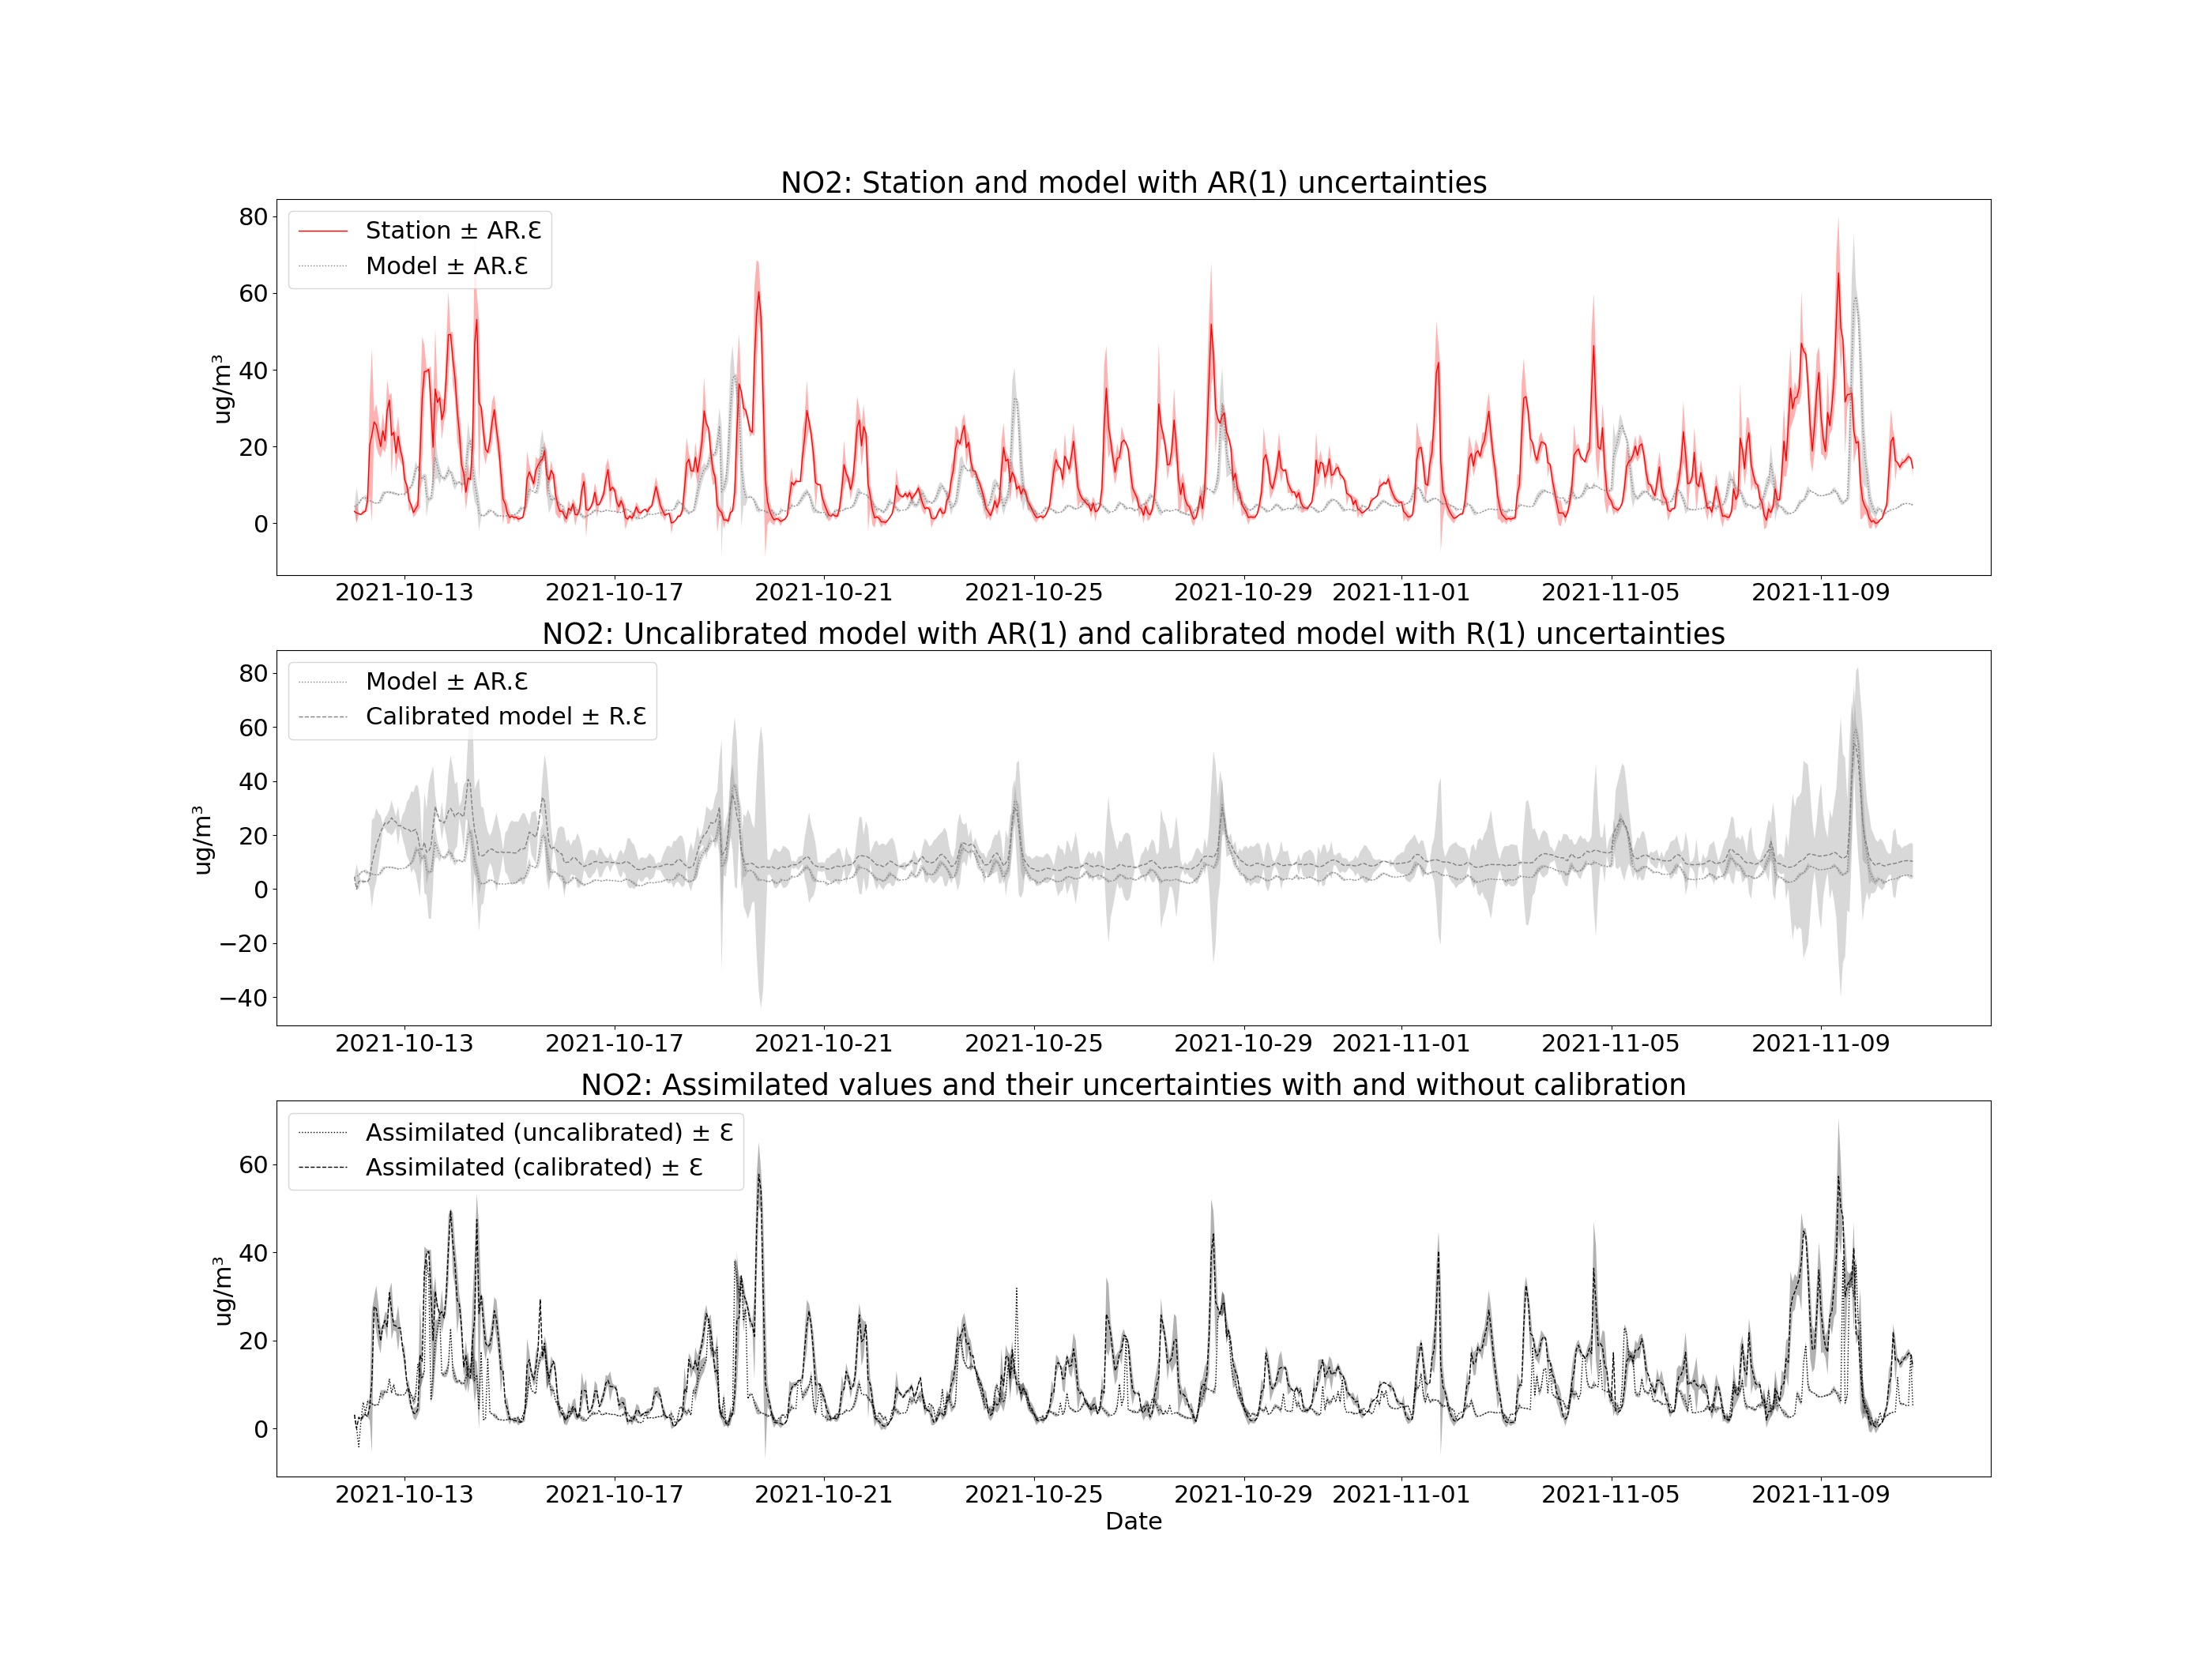 NO2: Station and model with AR(1) uncertainties
Station ± AR.Ɛ
Model ± AR.Ɛ
80
60
40
20
0
ug/m³
2021-10-13 2021-10-17 2021-10-21 2021-10-25 2021-10-29 2021-11-01 2021-11-05 2021-11-09
NO2: Uncalibrated model with AR(1) and calibrated model with R(1) uncertainties
Model ± AR.Ɛ
Calibrated model ± R.Ɛ
80
60
40
20
0
−20
−40
ug/m³
2021-10-13 2021-10-17 2021-10-21 2021-10-25 2021-10-29 2021-11-01 2021-11-05 2021-11-09
NO2: Assimilated values and their uncertainties with and without calibration
Assimilated (uncalibrated) ± Ɛ
Assimilated (calibrated) ± Ɛ
60
40
20
0
ug/m³
2021-10-13 2021-10-17 2021-10-21 2021-10-25 2021-10-29 2021-11-01 2021-11-05 2021-11-09
Date